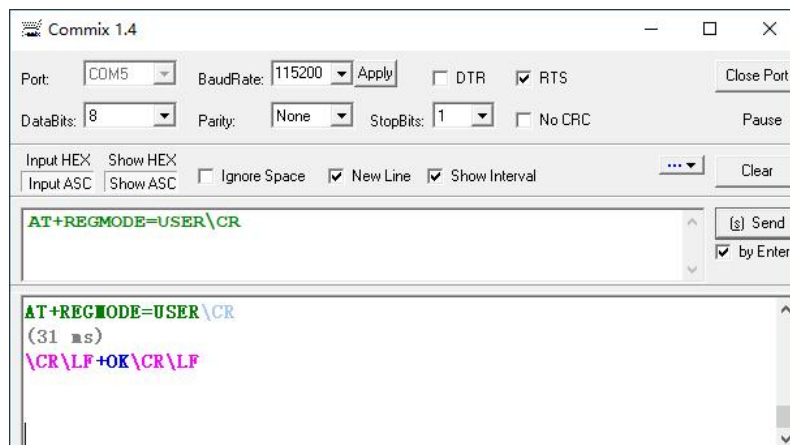 Commix 1.4
Port: COM5 BaudRate: 115200 Apply DTR RTS Close Port
DataBits: 8 Parity: None StopBits: 1 No CRC Pause
Input HEX Show HEX
Input ASC Show ASC Ignore Space New Line Show Interval ... Clear
AT+REGMODE=USER\CR (s) Send
by Enter
AT+REGMODE=USER\CR
(31 ms)
\CR\LF+OK\CR\LF